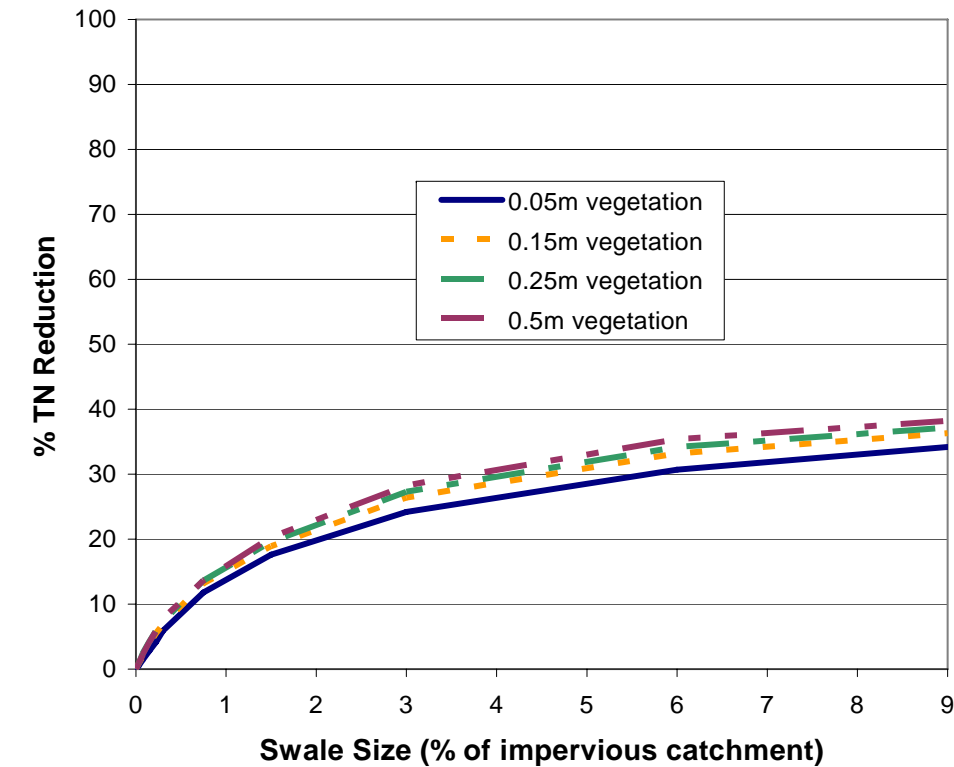 % TN Reduction
100
90
80
70
60
50
40
30
20
10
0
0.05m vegetation
0.15m vegetation
0.25m vegetation
0.5m vegetation
0 1 2 3 4 5 6 7 8 9
Swale Size (% of impervious catchment)